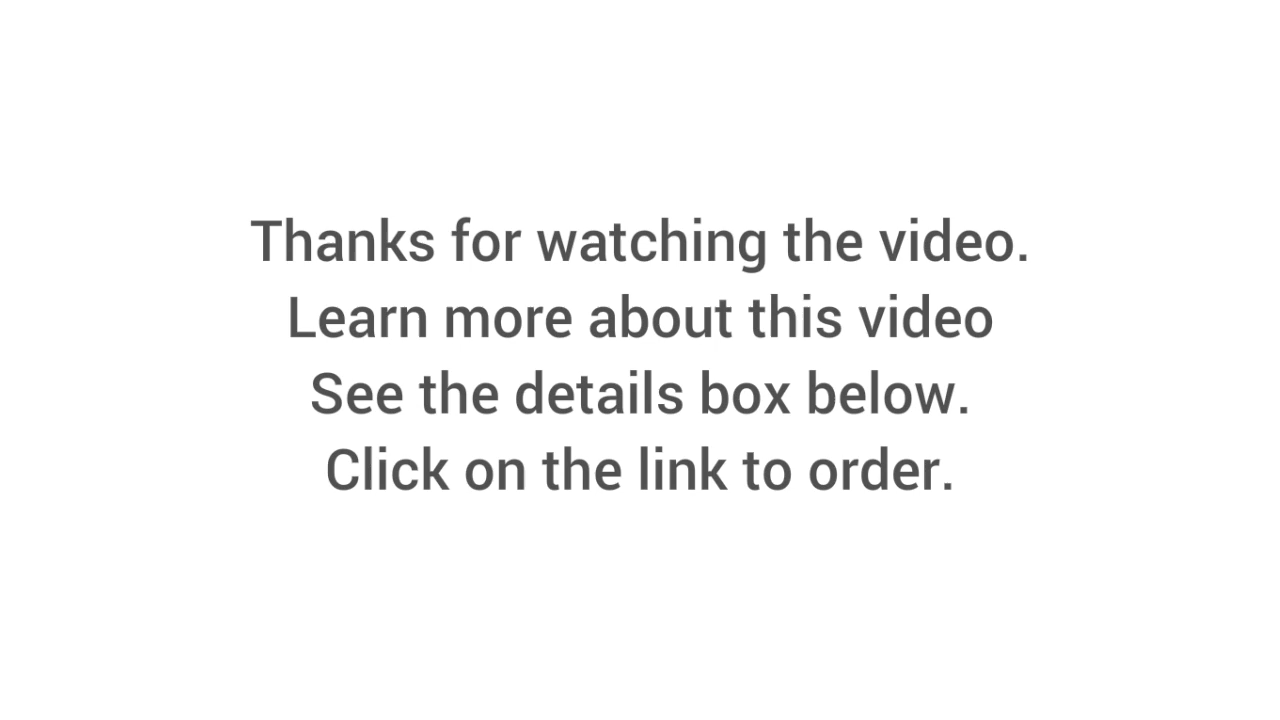 Thanks for watching the video.
Learn more about this video
See the details box below.
Click on the link to order.